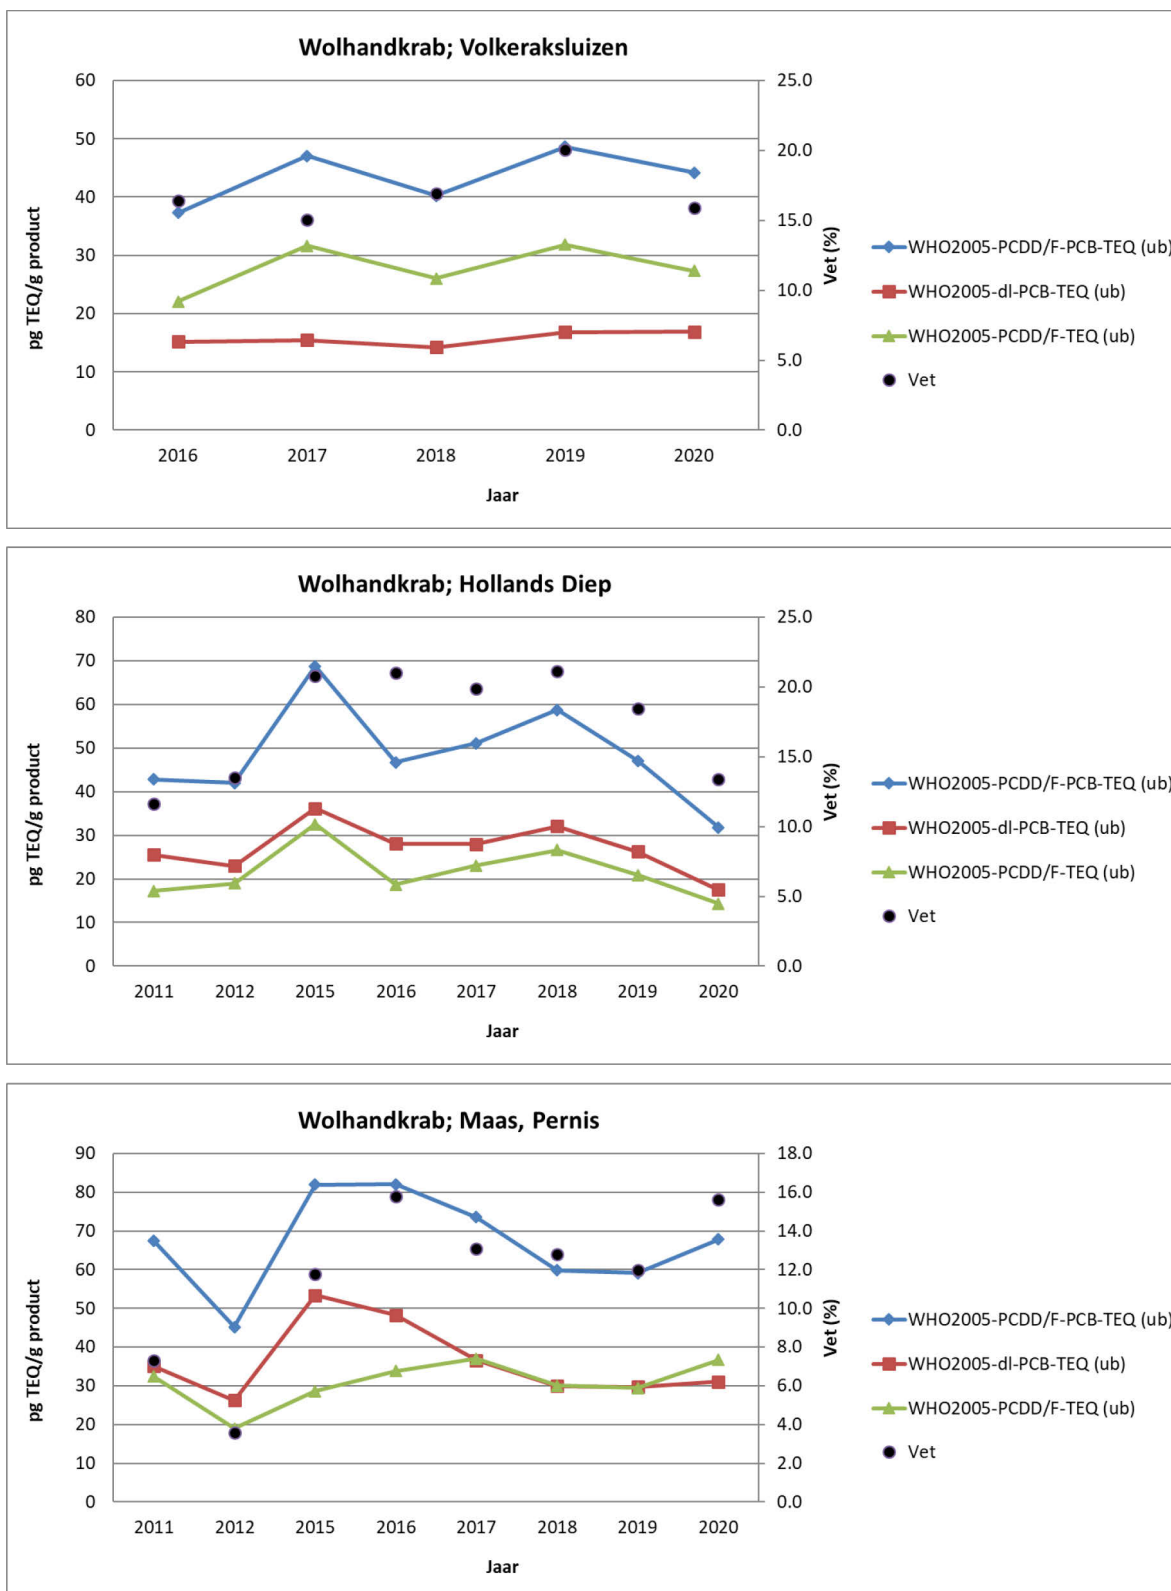 Wolhandkrab; Volkeraksluizen
60
50
40
30
20
10
0
pg TEQ/g product
25.0
20.0
15.0
10.0
5.0
0.0
Vet (%)
2016 2017 2018 2019 2020
Jaar
WHO2005-PCDD/F-PCB-TEQ (ub)
WHO2005-dl-PCB-TEQ (ub)
WHO2005-PCDD/F-TEQ (ub)
Vet
Wolhandkrab; Hollands Diep
80
70
60
50
40
30
20
10
0
pg TEQ/g product
25.0
20.0
15.0
10.0
5.0
0.0
Vet (%)
2011 2012 2015 2016 2017 2018 2019 2020
Jaar
WHO2005-PCDD/F-PCB-TEQ (ub)
WHO2005-dl-PCB-TEQ (ub)
WHO2005-PCDD/F-TEQ (ub)
Vet
Wolhandkrab; Maas, Pernis
90
80
70
60
50
40
30
20
10
0
pg TEQ/g product
18.0
16.0
14.0
12.0
10.0
8.0
6.0
4.0
2.0
0.0
Vet (%)
2011 2012 2015 2016 2017 2018 2019 2020
Jaar
WHO2005-PCDD/F-PCB-TEQ (ub)
WHO2005-dl-PCB-TEQ (ub)
WHO2005-PCDD/F-TEQ (ub)
Vet